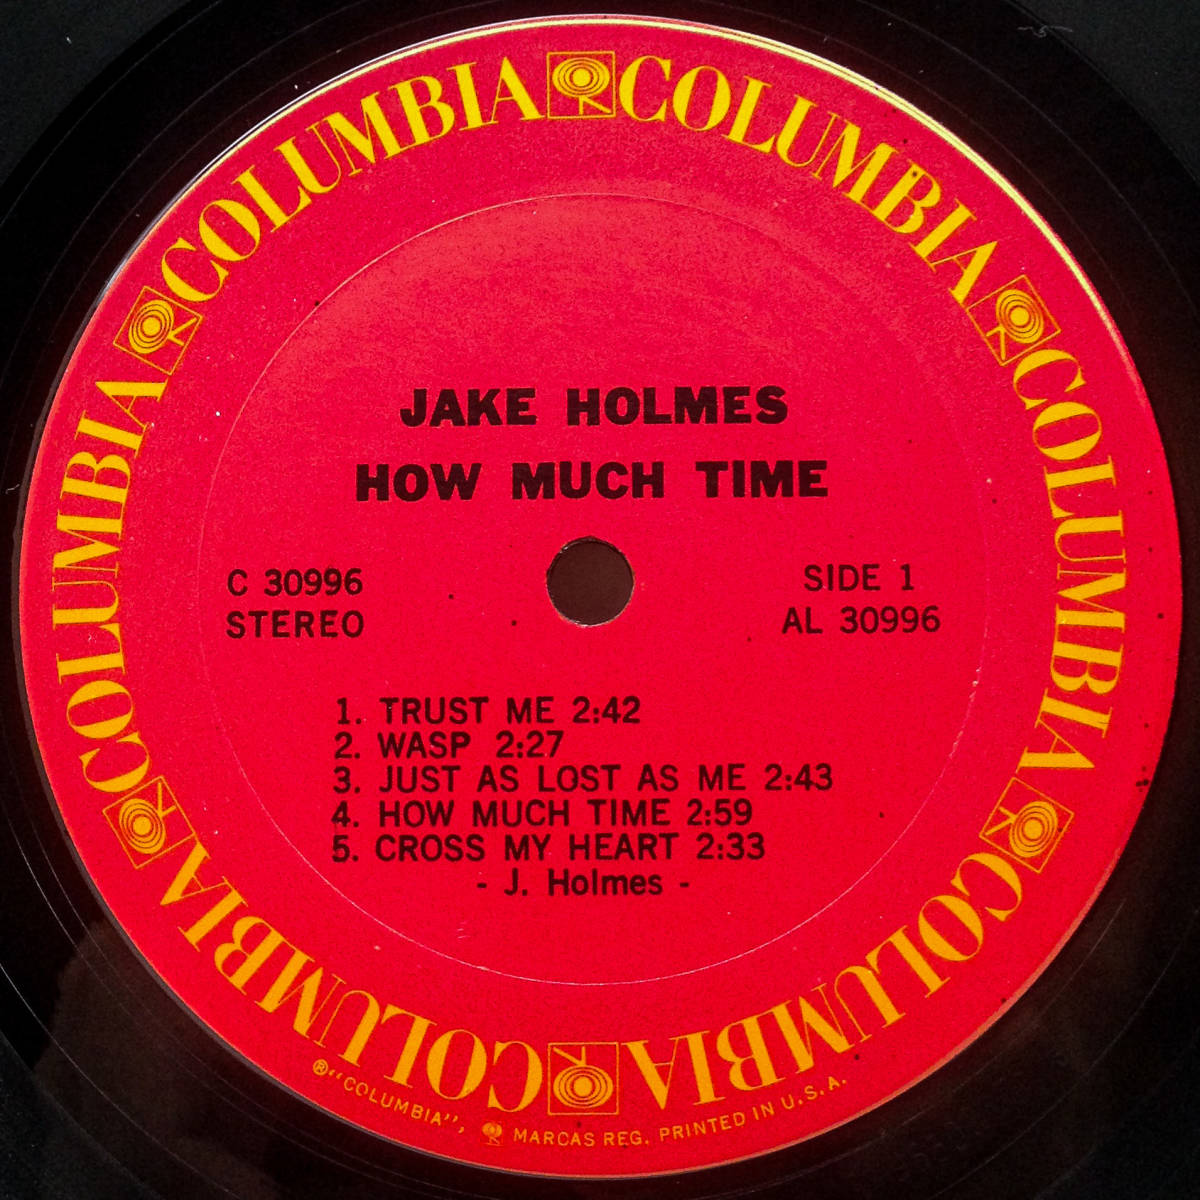 COLUMBIA COLUMBIA COLUMBIA COLUMBIA COLUMBIA COLUMBIA
JAKE HOLMES
HOW MUCH TIME
C 30996
STEREO
SIDE 1
AL 30996
1. TRUST ME 2:42
2. WASP 2:27
3. JUST AS LOST AS ME 2:43
4. HOW MUCH TIME 2:59
5. CROSS MY HEART 2:33
- J. Holmes -
®"COLUMBIA", MARCAS REG. PRINTED IN U.S.A.